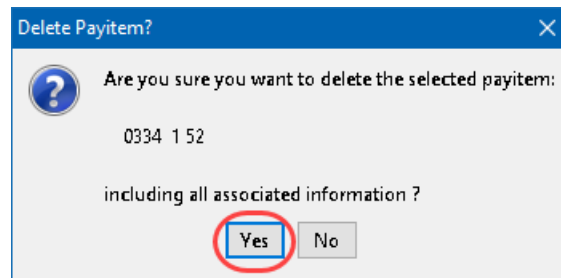 Delete Payitem?
Are you sure you want to delete the selected payitem:
0334 1 52
including all associated information ?
Yes No